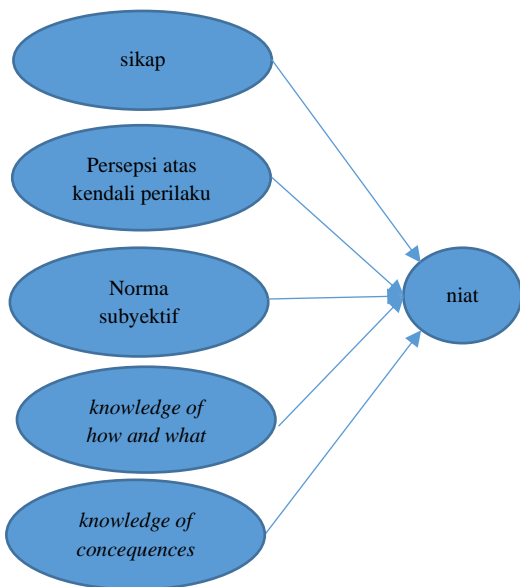 sikap
Persepsi atas
kendali perilaku
Norma
subyektif
niat
knowledge of
how and what
knowledge of
concequences